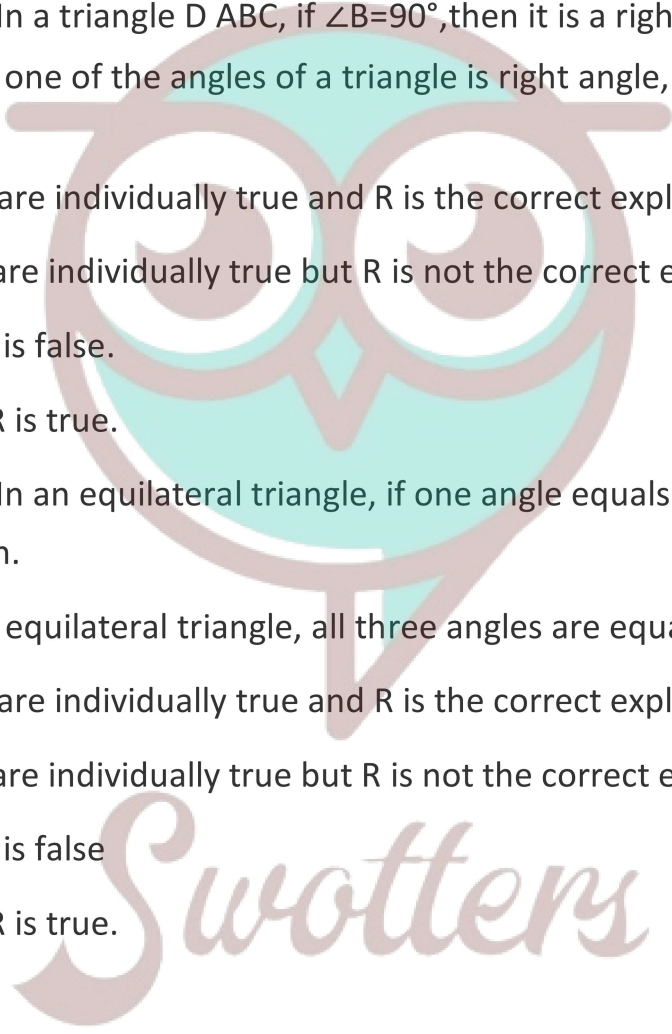 In a triangle D ABC, if ∠B=90°,then it is a righ
one of the angles of a triangle is right angle,
are individually true and R is the correct expl
are individually true but R is not the correct e
is false.
R is true.
In an equilateral triangle, if one angle equals
n.
equilateral triangle, all three angles are equa
are individually true and R is the correct expl
are individually true but R is not the correct e
is false
R is true.
Swotters